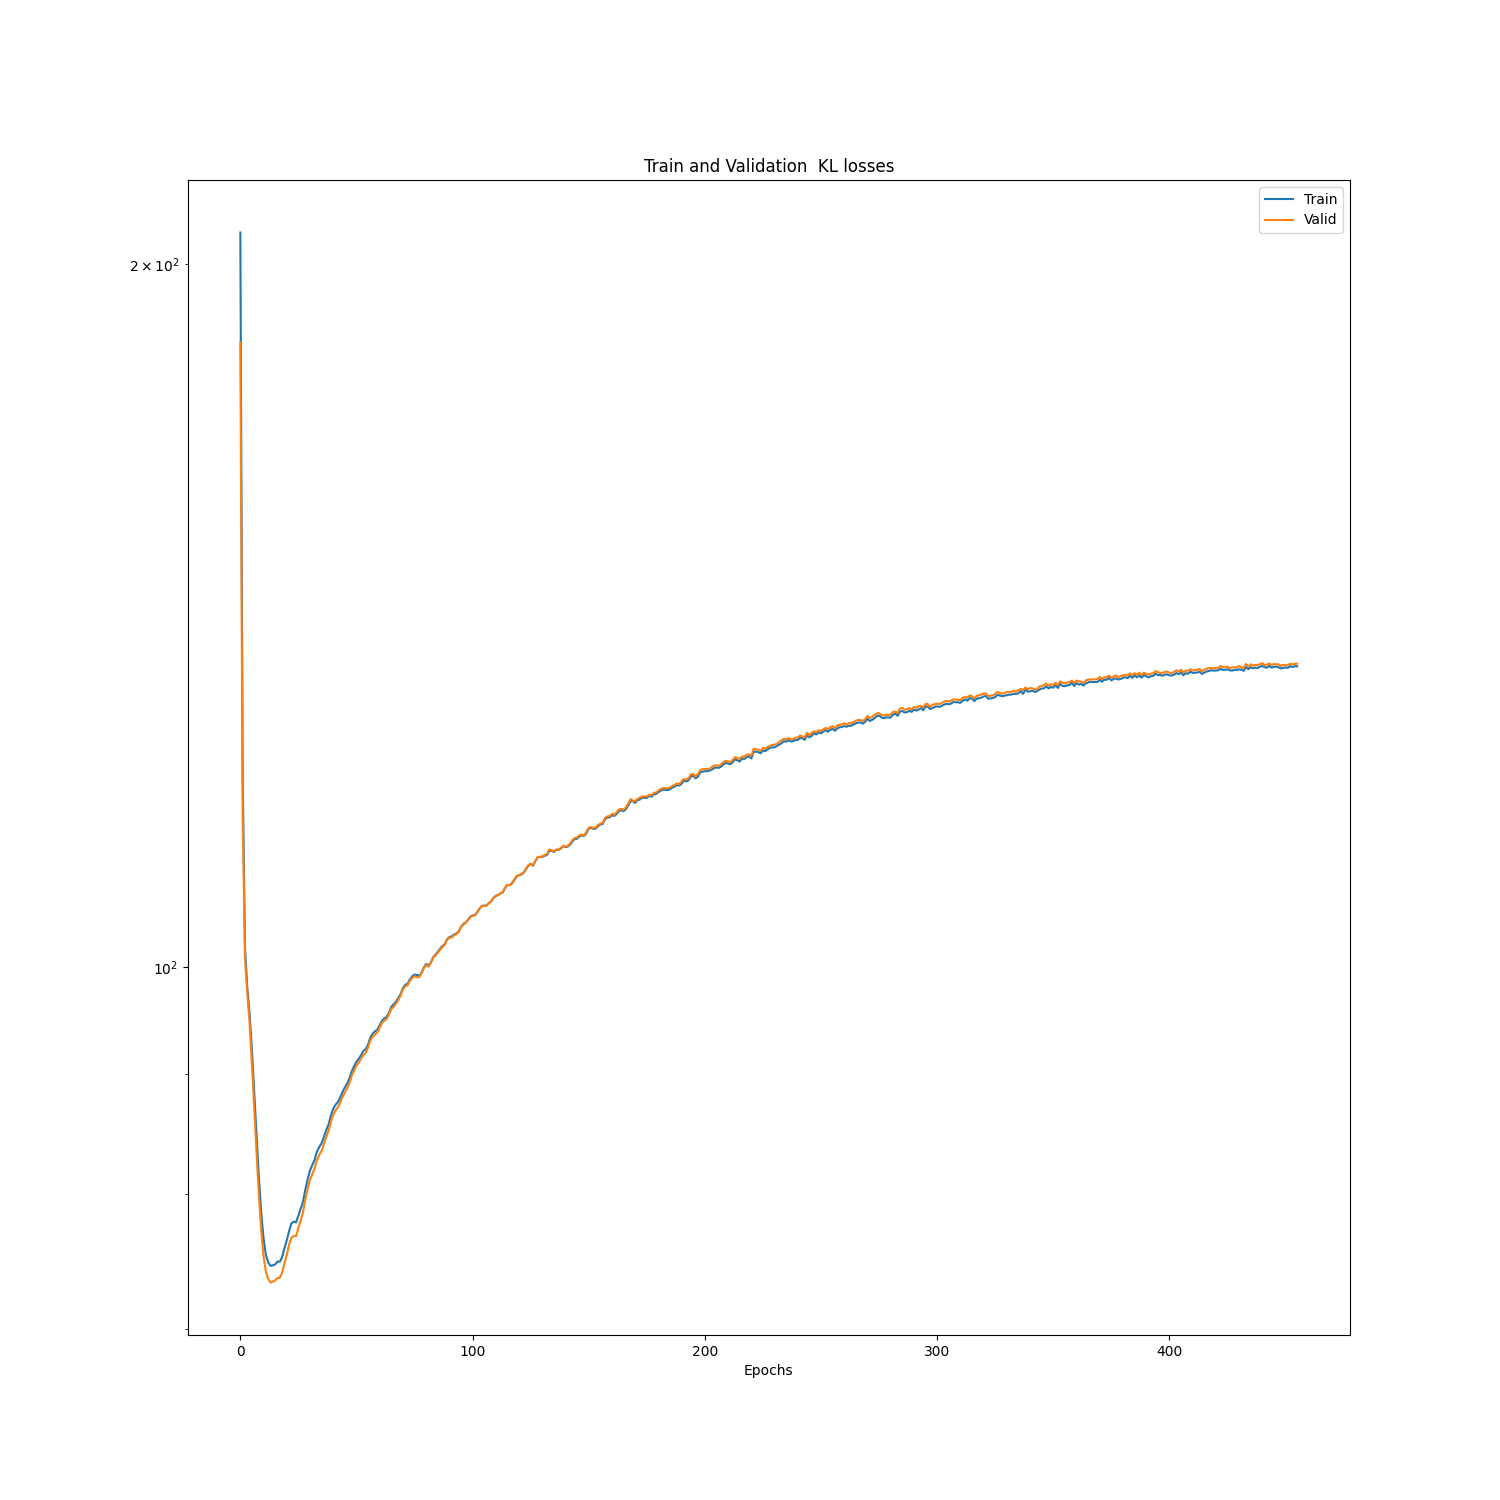 Train and Validation  KL losses
Train
Valid
2 × 10²
10²
0 100 200 300 400
Epochs